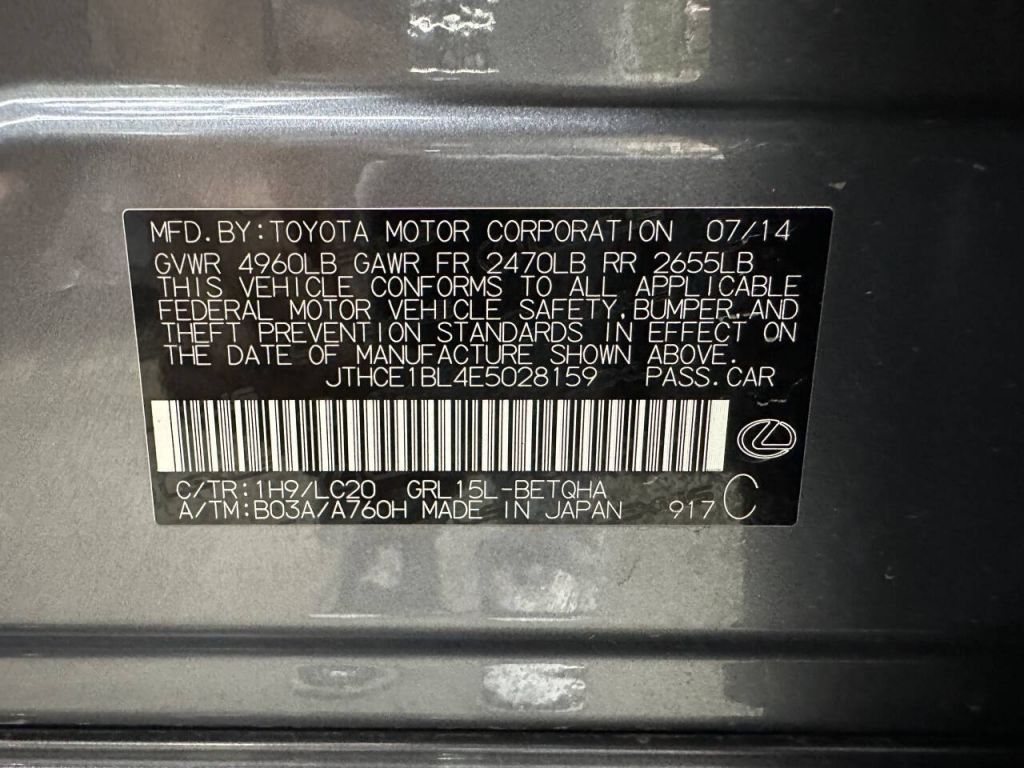 MFD.BY:TOYOTA MOTOR CORPORATION 07/14
GVWR 4960LB GAWR FR 2470LB RR 2655LB
THIS VEHICLE CONFORMS TO ALL APPLICABLE
FEDERAL MOTOR VEHICLE SAFETY,BUMPER,AND
THEFT PREVENTION STANDARDS IN EFFECT ON
THE DATE OF MANUFACTURE SHOWN ABOVE.
JTHCE1BL4E5028159 PASS.CAR
C/TR:1H9/LC20 GRL15L-BETQHA
A/TM:B03A/A760H MADE IN JAPAN 917 C